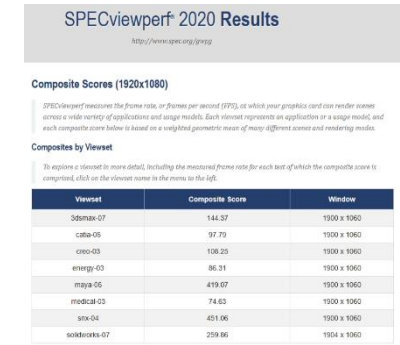 SPECviewperf® 2020 Results
http://www.spec.org/gwpg
Composite Scores (1920x1080)
SPECviewperf measures the frame rate, or frames per second (FPS), at which your graphics card can render scenes
across a wide variety of applications and usage models. Each viewset represents an application or a usage model, and
each composite score below is based on a weighted geometric mean of many different scenes and rendering modes.
Composites by Viewset
To explore a viewset in more detail, including the measured frame rate for each test of which the composite score is
comprised, click on the viewset name in the menu to the left.
Viewset Composite Score Window
3dsmax-07 144.37 1900 x 1060
catia-06 97.79 1900 x 1060
creo-03 108.25 1900 x 1060
energy-03 86.31 1900 x 1060
maya-06 419.07 1900 x 1060
medical-03 74.63 1900 x 1060
snx-04 451.06 1900 x 1060
solidworks-07 259.86 1904 x 1060